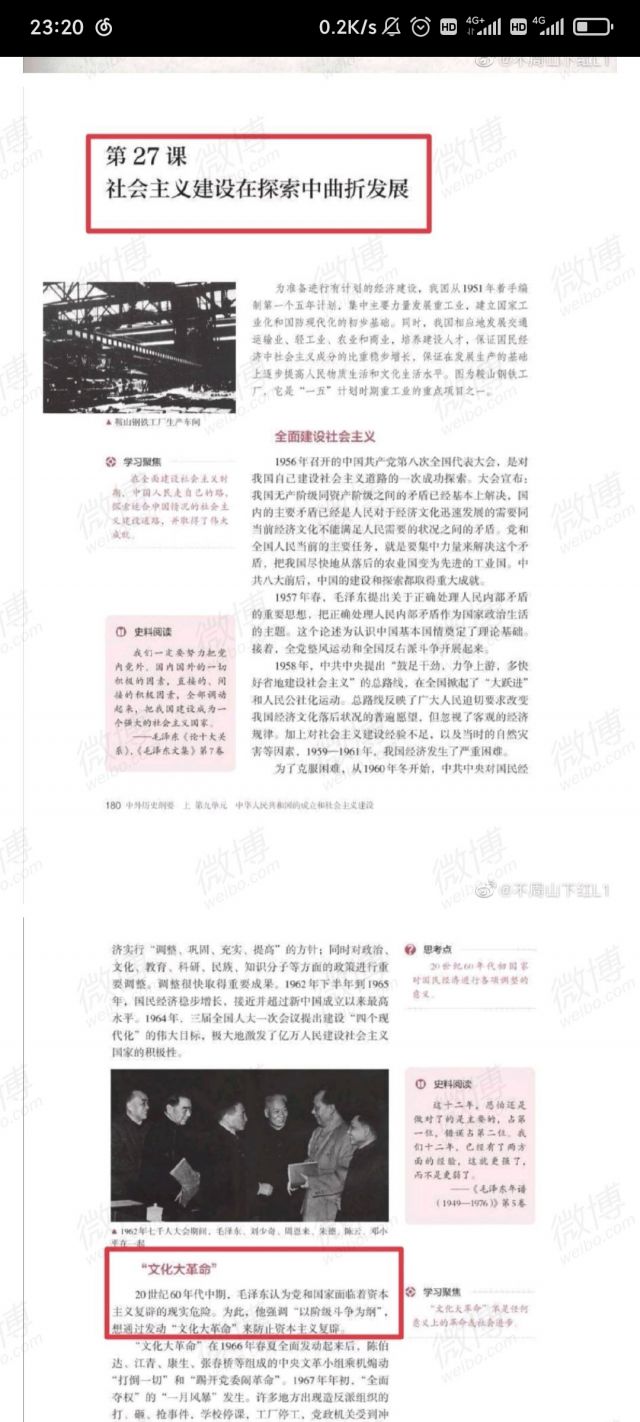 23:20
0.2K/s
HD
4G+
HD
4G
@不周山下红L1
第 27 课
社会主义建设在探索中曲折发展
为准备进行有计划的经济建设，我国从1951年着手编
制第一个五年计划，集中主要力量发展重工业，建立国家工
业化和国防现代化的初步基础。同时，我国相应地发展交通
运输业、轻工业、农业和商业，培养建设人才，保证国民经
济中社会主义成分的比重稳步增长，保证在发展生产的基础
上逐步提高人民物质生活和文化生活水平。图为鞍山钢铁工
厂，它是“一五”计划时期重工业的重点项目之一。
▲ 鞍山钢铁工厂生产车间
学习聚焦
在全面建设社会主义时
期，中国人民走自己的路，
探索适合中国情况的社会主
义建设道路，并取得了伟大
成就。
全面建设社会主义
1956年召开的中国共产党第八次全国代表大会，是对
我国自己建设社会主义道路的一次成功探索。大会宣布：
我国无产阶级同资产阶级之间的矛盾已经基本上解决，国
内的主要矛盾已经是人民对于经济文化迅速发展的需要同
当前经济文化不能满足人民需要的状况之间的矛盾。党和
全国人民当前的主要任务，就是要集中力量来解决这个矛
盾，把我国尽快地从落后的农业国变为先进的工业国。中
共八大前后，中国的建设和探索都取得重大成就。
1957年春，毛泽东提出关于正确处理人民内部矛盾
的重要思想，把正确处理人民内部矛盾作为国家政治生活
的主题。这个论述为认识中国基本国情奠定了理论基础。
接着，全党整风运动和全国反右派斗争开展起来。
1958年，中共中央提出“鼓足干劲，力争上游，多快
好省地建设社会主义”的总路线，在全国掀起了“大跃进”
和人民公社化运动。总路线反映了广大人民迫切要求改变
我国经济文化落后状况的普遍愿望，但忽视了客观的经济
规律。加上对社会主义建设经验不足，以及当时的自然灾
害等因素，1959—1961年，我国经济发生了严重困难。
为了克服困难，从1960年冬开始，中共中央对国民经
史料阅读
我们一定要努力把党
内党外、国内国外的一切
积极的因素，直接的、间
接的积极因素，全部调动
起来，把我国建设成为一
个强大的社会主义国家。
——毛泽东《论十大关
系》，《毛泽东文集》第7卷
180 中外历史纲要 上 第九单元 中华人民共和国的成立和社会主义建设
@不周山下红L1
济实行“调整、巩固、充实、提高”的方针；同时对政治、
文化、教育、科研、民族、知识分子等方面的政策进行重
要调整。调整很快取得重要成果。1962年下半年到1965
年，国民经济稳步增长，接近并超过新中国成立以来最高
水平。1964年，三届全国人大一次会议提出建设“四个现
代化”的伟大目标，极大地激发了亿万人民建设社会主义
国家的积极性。
思考点
20世纪60年代初国家
对国民经济进行各项调整的
意义。
史料阅读
这十二年，恐怕还是
做对了的是主要的，占第
一位，错误占第二位。我
们十二年，已经有了两方
面的经验，这就更强了，
而不是更弱了。
——《毛泽东年谱
（1949—1976）》第5卷
▲ 1962年七千人大会期间，毛泽东、刘少奇、周恩来、朱德、陈云、邓小
平在一起
“文化大革命”
20世纪60年代中期，毛泽东认为党和国家面临着资本
主义复辟的现实危险。为此，他强调“以阶级斗争为纲”，
想通过发动“文化大革命”来防止资本主义复辟。
学习聚焦
“文化大革命”不是任何
意义上的革命或社会进步。
“文化大革命”在1966年春夏全面发动起来后，陈伯
达、江青、康生、张春桥等组成的中央文革小组乘机煽动
“打倒一切”和“踢开党委闹革命”。1967年年初，“全面
夺权”的“一月风暴”发生。许多地方出现造反派组织的
打、砸、抢事件，学校停课，工厂停工，党政机关受到冲
微博
weibo.com